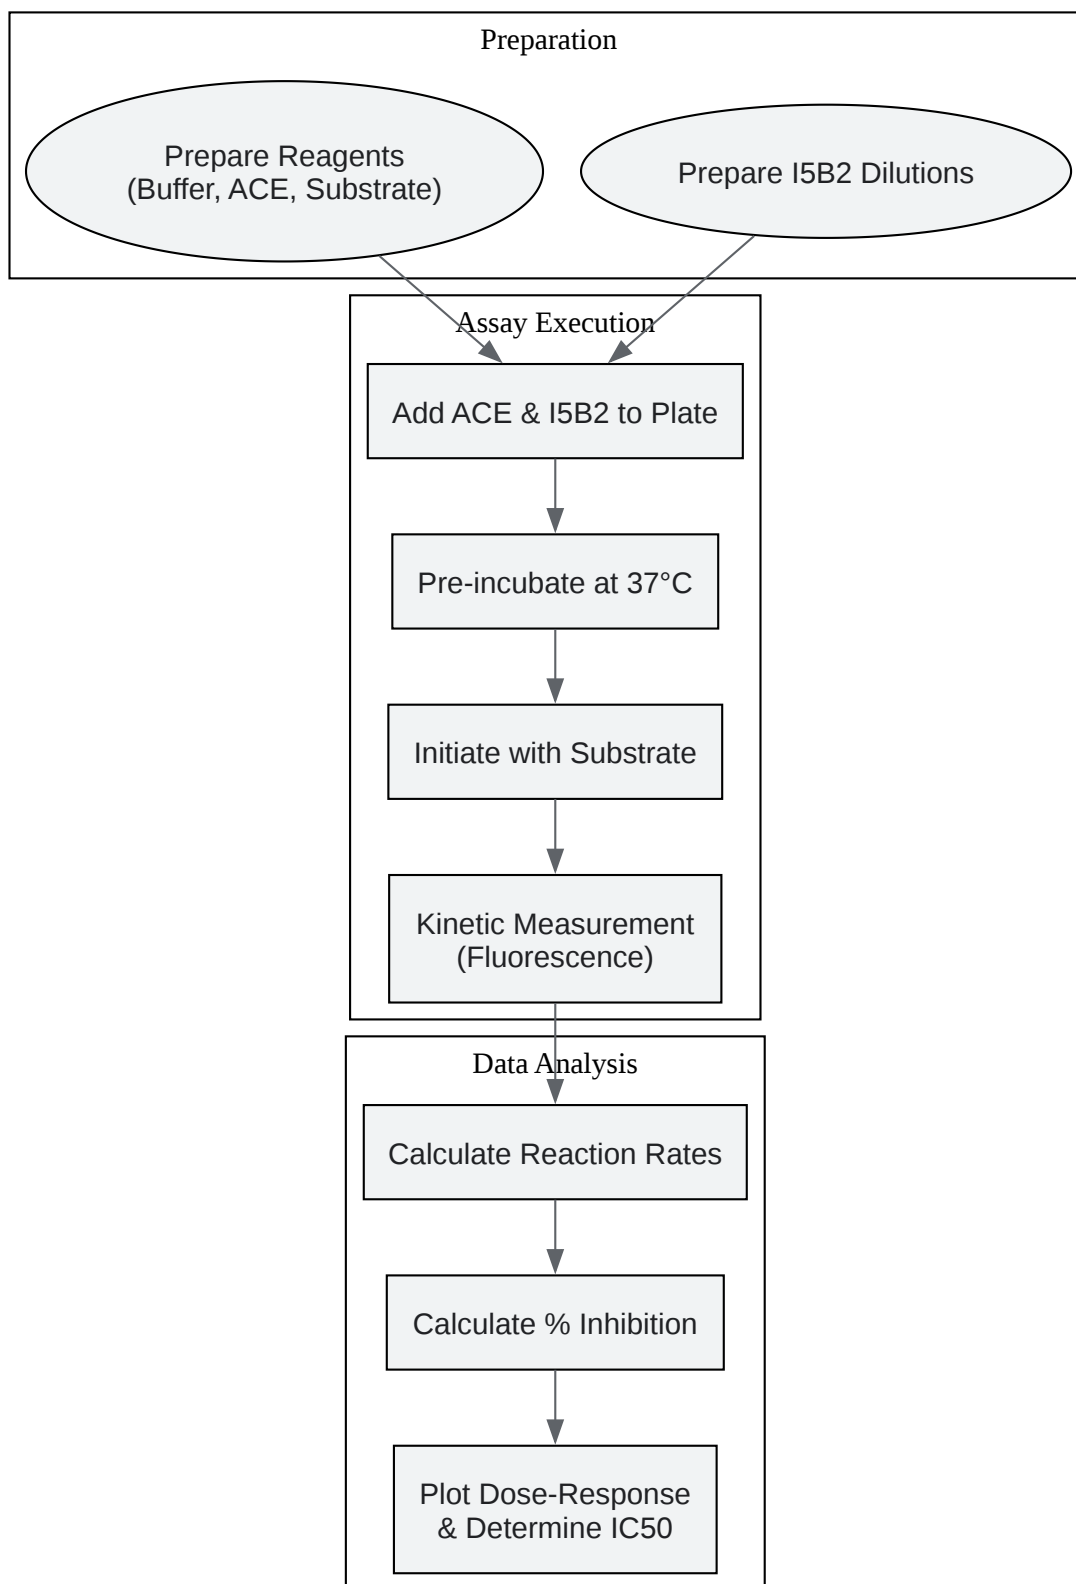 Preparation
Prepare Reagents
(Buffer, ACE, Substrate)
Prepare I5B2 Dilutions
Assay Execution
Add ACE & I5B2 to Plate
Pre-incubate at 37°C
Initiate with Substrate
Kinetic Measurement
(Fluorescence)
Data Analysis
Calculate Reaction Rates
Calculate % Inhibition
Plot Dose-Response
& Determine IC50